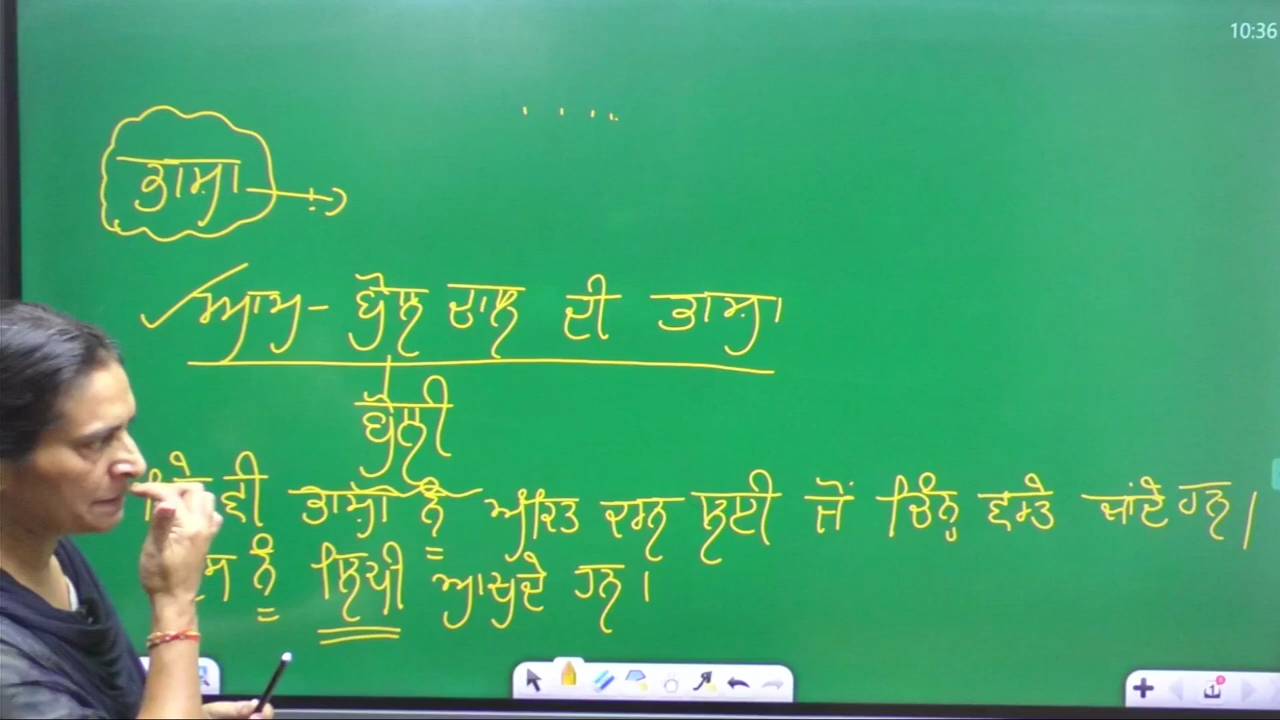 10:36
ਭਾਸ਼ਾ
ਆਮ - ਬੋਲ ਚਾਲ ਦੀ ਭਾਸ਼ਾ
ਬੋਲੀ
ਵੀ ਭਾਸ਼ਾ ਨੂੰ ਅੰਕਿਤ ਕਰਨ ਲਈ ਜੋ ਚਿੰਨ੍ਹ ਵਰਤੇ ਜਾਂਦੇ ਹਨ।
ਨੂੰ ਲਿਪੀ ਆਖਦੇ ਹਨ।